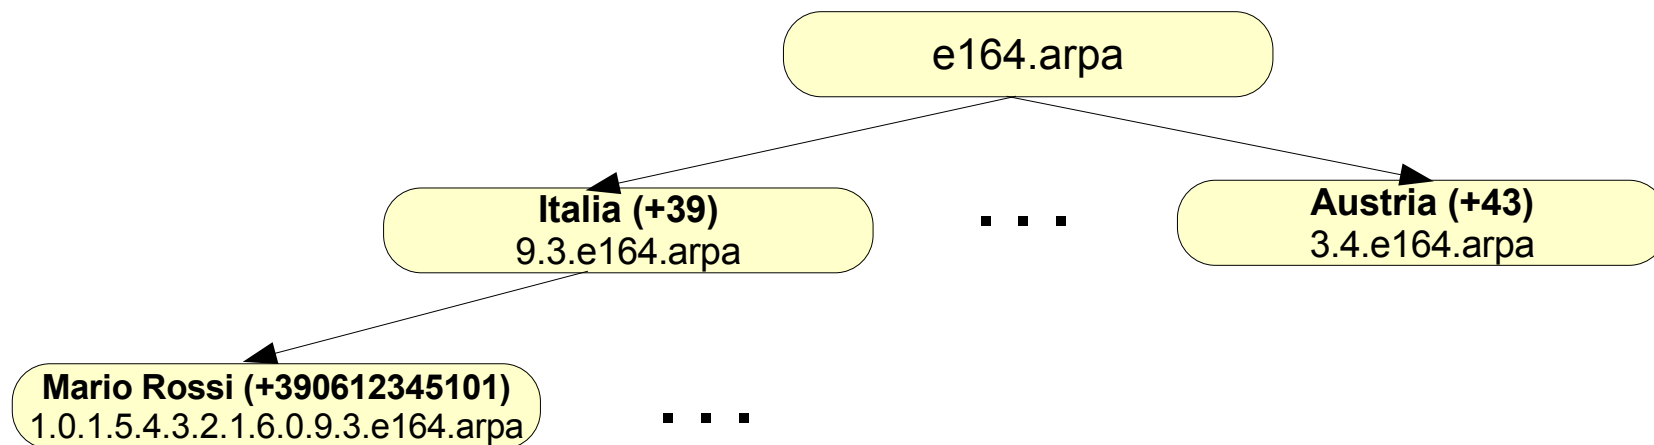 e164.arpa
Italia (+39)
9.3.e164.arpa
. . .
Austria (+43)
3.4.e164.arpa
Mario Rossi (+390612345101)
1.0.1.5.4.3.2.1.6.0.9.3.e164.arpa
. . .